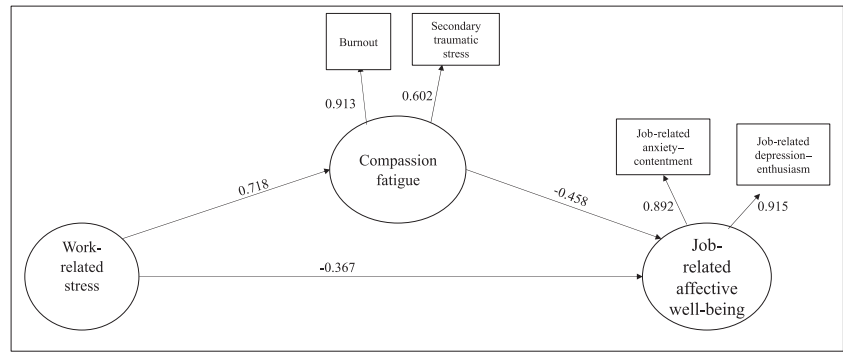 Burnout
Secondary
traumatic
stress
0.913
0.602
Job-related
anxiety–
contentment
Job-related
depression–
enthusiasm
Compassion
fatigue
0.718
-0.458
0.892
0.915
Work-
related
stress
-0.367
Job-
related
affective
well-being